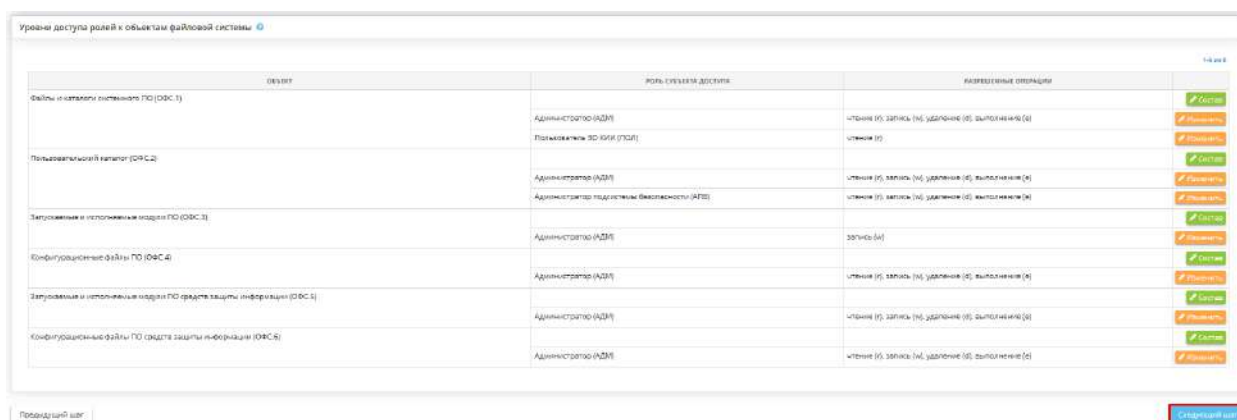 Уровни доступа ролей к объектам файловой системы
1-6 из 6
ОБЪЕКТ РОЛЬ СУБЪЕКТА ДОСТУПА РАЗРЕШЕННЫЕ ОПЕРАЦИИ
Файлы и каталоги системного ПО (ОФС.1) Состав
Администратор (АДМ) чтение (r), запись (w), удаление (d), выполнение (e) Изменить
Пользователь ЗО КИИ (ПОЛ) чтение (r) Изменить
Пользовательский каталог (ОФС.2) Состав
Администратор (АДМ) чтение (r), запись (w), удаление (d), выполнение (e) Изменить
Администратор подсистемы безопасности (АПБ) чтение (r), запись (w), удаление (d), выполнение (e) Изменить
Запускаемые и исполняемые модули ПО (ОФС.3) Состав
Администратор (АДМ) запись (w) Изменить
Конфигурационные файлы ПО (ОФС.4) Состав
Администратор (АДМ) чтение (r), запись (w), удаление (d), выполнение (e) Изменить
Запускаемые и исполняемые модули ПО средств защиты информации (ОФС.5) Состав
Администратор (АДМ) чтение (r), запись (w), удаление (d), выполнение (e) Изменить
Конфигурационные файлы ПО средств защиты информации (ОФС.6) Состав
Администратор (АДМ) чтение (r), запись (w), удаление (d), выполнение (e) Изменить
Предыдущий шаг Следующий шаг